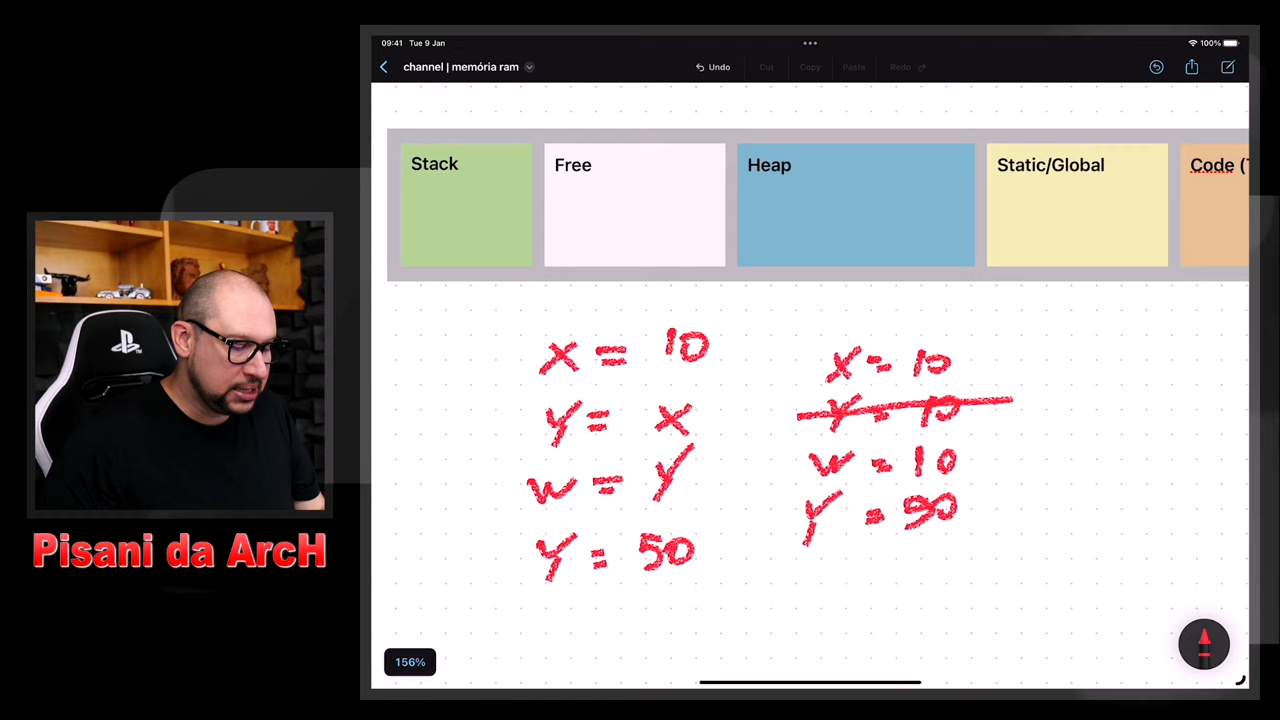 09:41 Tue 9 Jan
100%
channel | memória ram
Undo
Cut
Copy
Paste
Redo
Stack
Free
Heap
Static/Global
Code (
x = 10
y = x
w = y
y = 50
x = 10
y = 10
w = 10
y = 50
Pisani da ArcH
156%